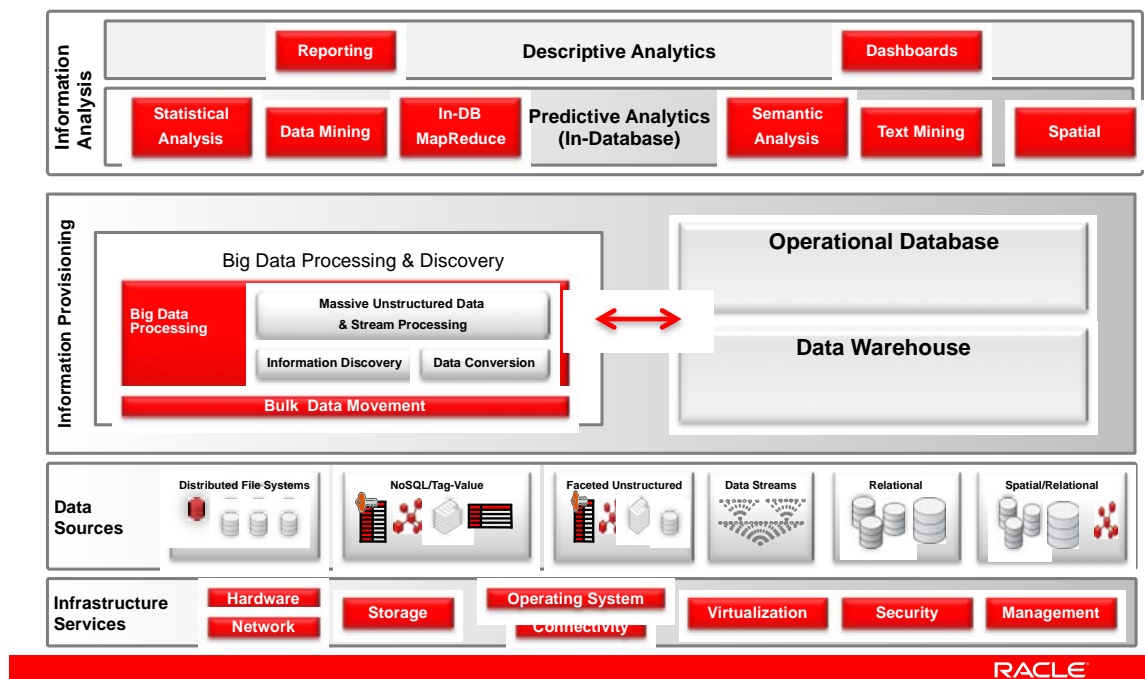 Information
Analysis
Reporting
Descriptive Analytics
Dashboards
Statistical
Analysis
Data Mining
In-DB
MapReduce
Predictive Analytics
(In-Database)
Semantic
Analysis
Text Mining
Spatial
Information Provisioning
Big Data Processing & Discovery
Big Data
Processing
Massive Unstructured Data
& Stream Processing
Information Discovery
Data Conversion
Bulk Data Movement
Operational Database
Data Warehouse
Data
Sources
Distributed File Systems
NoSQL/Tag-Value
Faceted Unstructured
Data Streams
Relational
Spatial/Relational
Infrastructure
Services
Hardware
Network
Storage
Operating System
Connectivity
Virtualization
Security
Management
RACLE